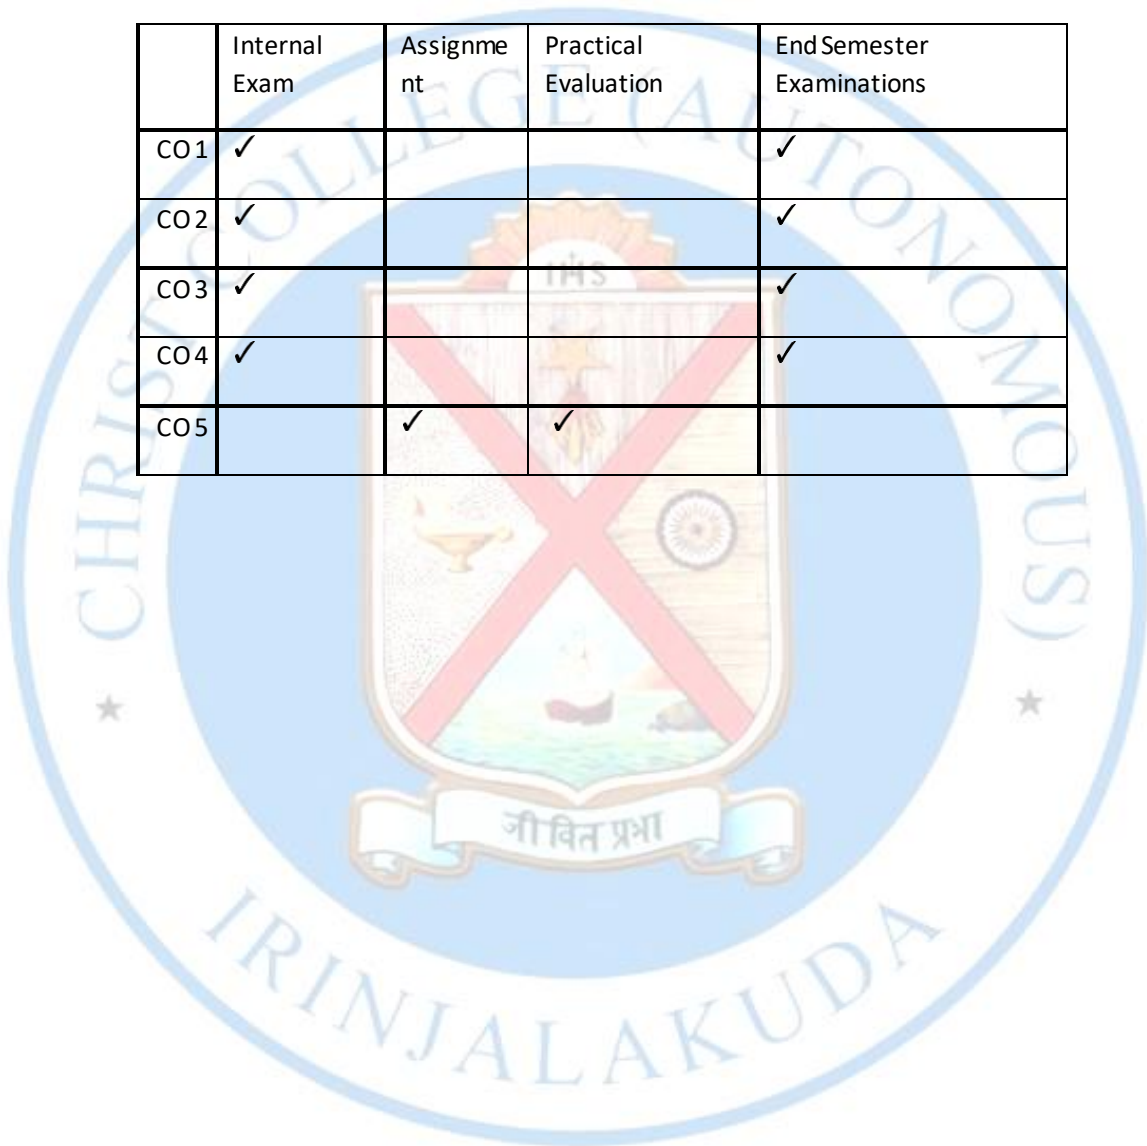 Internal Exam | Assignme nt | Practical Evaluation | End Semester Examinations
CO1 | ✓ | | | ✓
CO2 | ✓ | | | ✓
CO3 | ✓ | | | ✓
CO4 | ✓ | | | ✓
CO5 | | ✓ | ✓ |
CHRIST COLLEGE (AUTONOMOUS)
IHS
जीवित प्रभा
IRINJALAKUDA